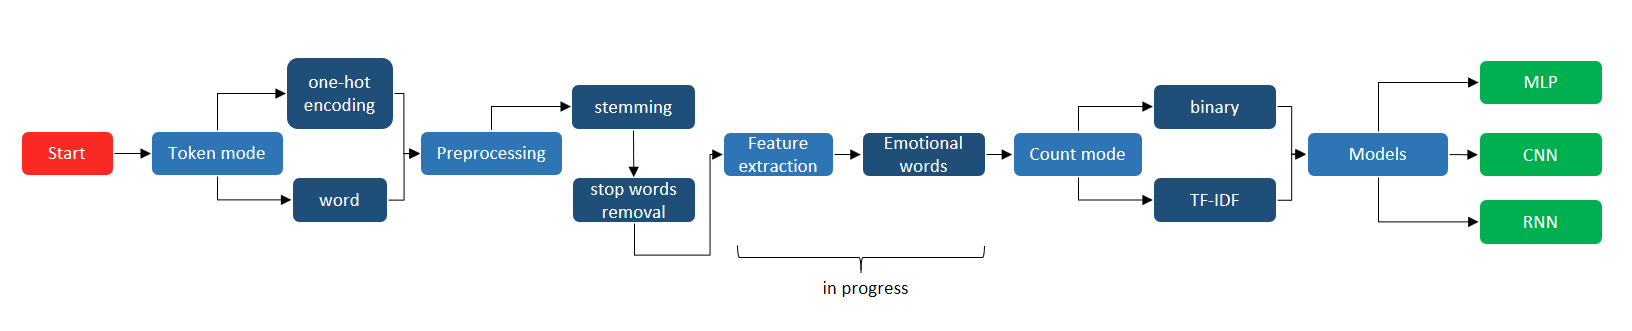 Start
Token mode
one-hot
encoding
word
Preprocessing
stemming
stop words
removal
Feature
extraction
Emotional
words
in progress
Count mode
binary
TF-IDF
Models
MLP
CNN
RNN